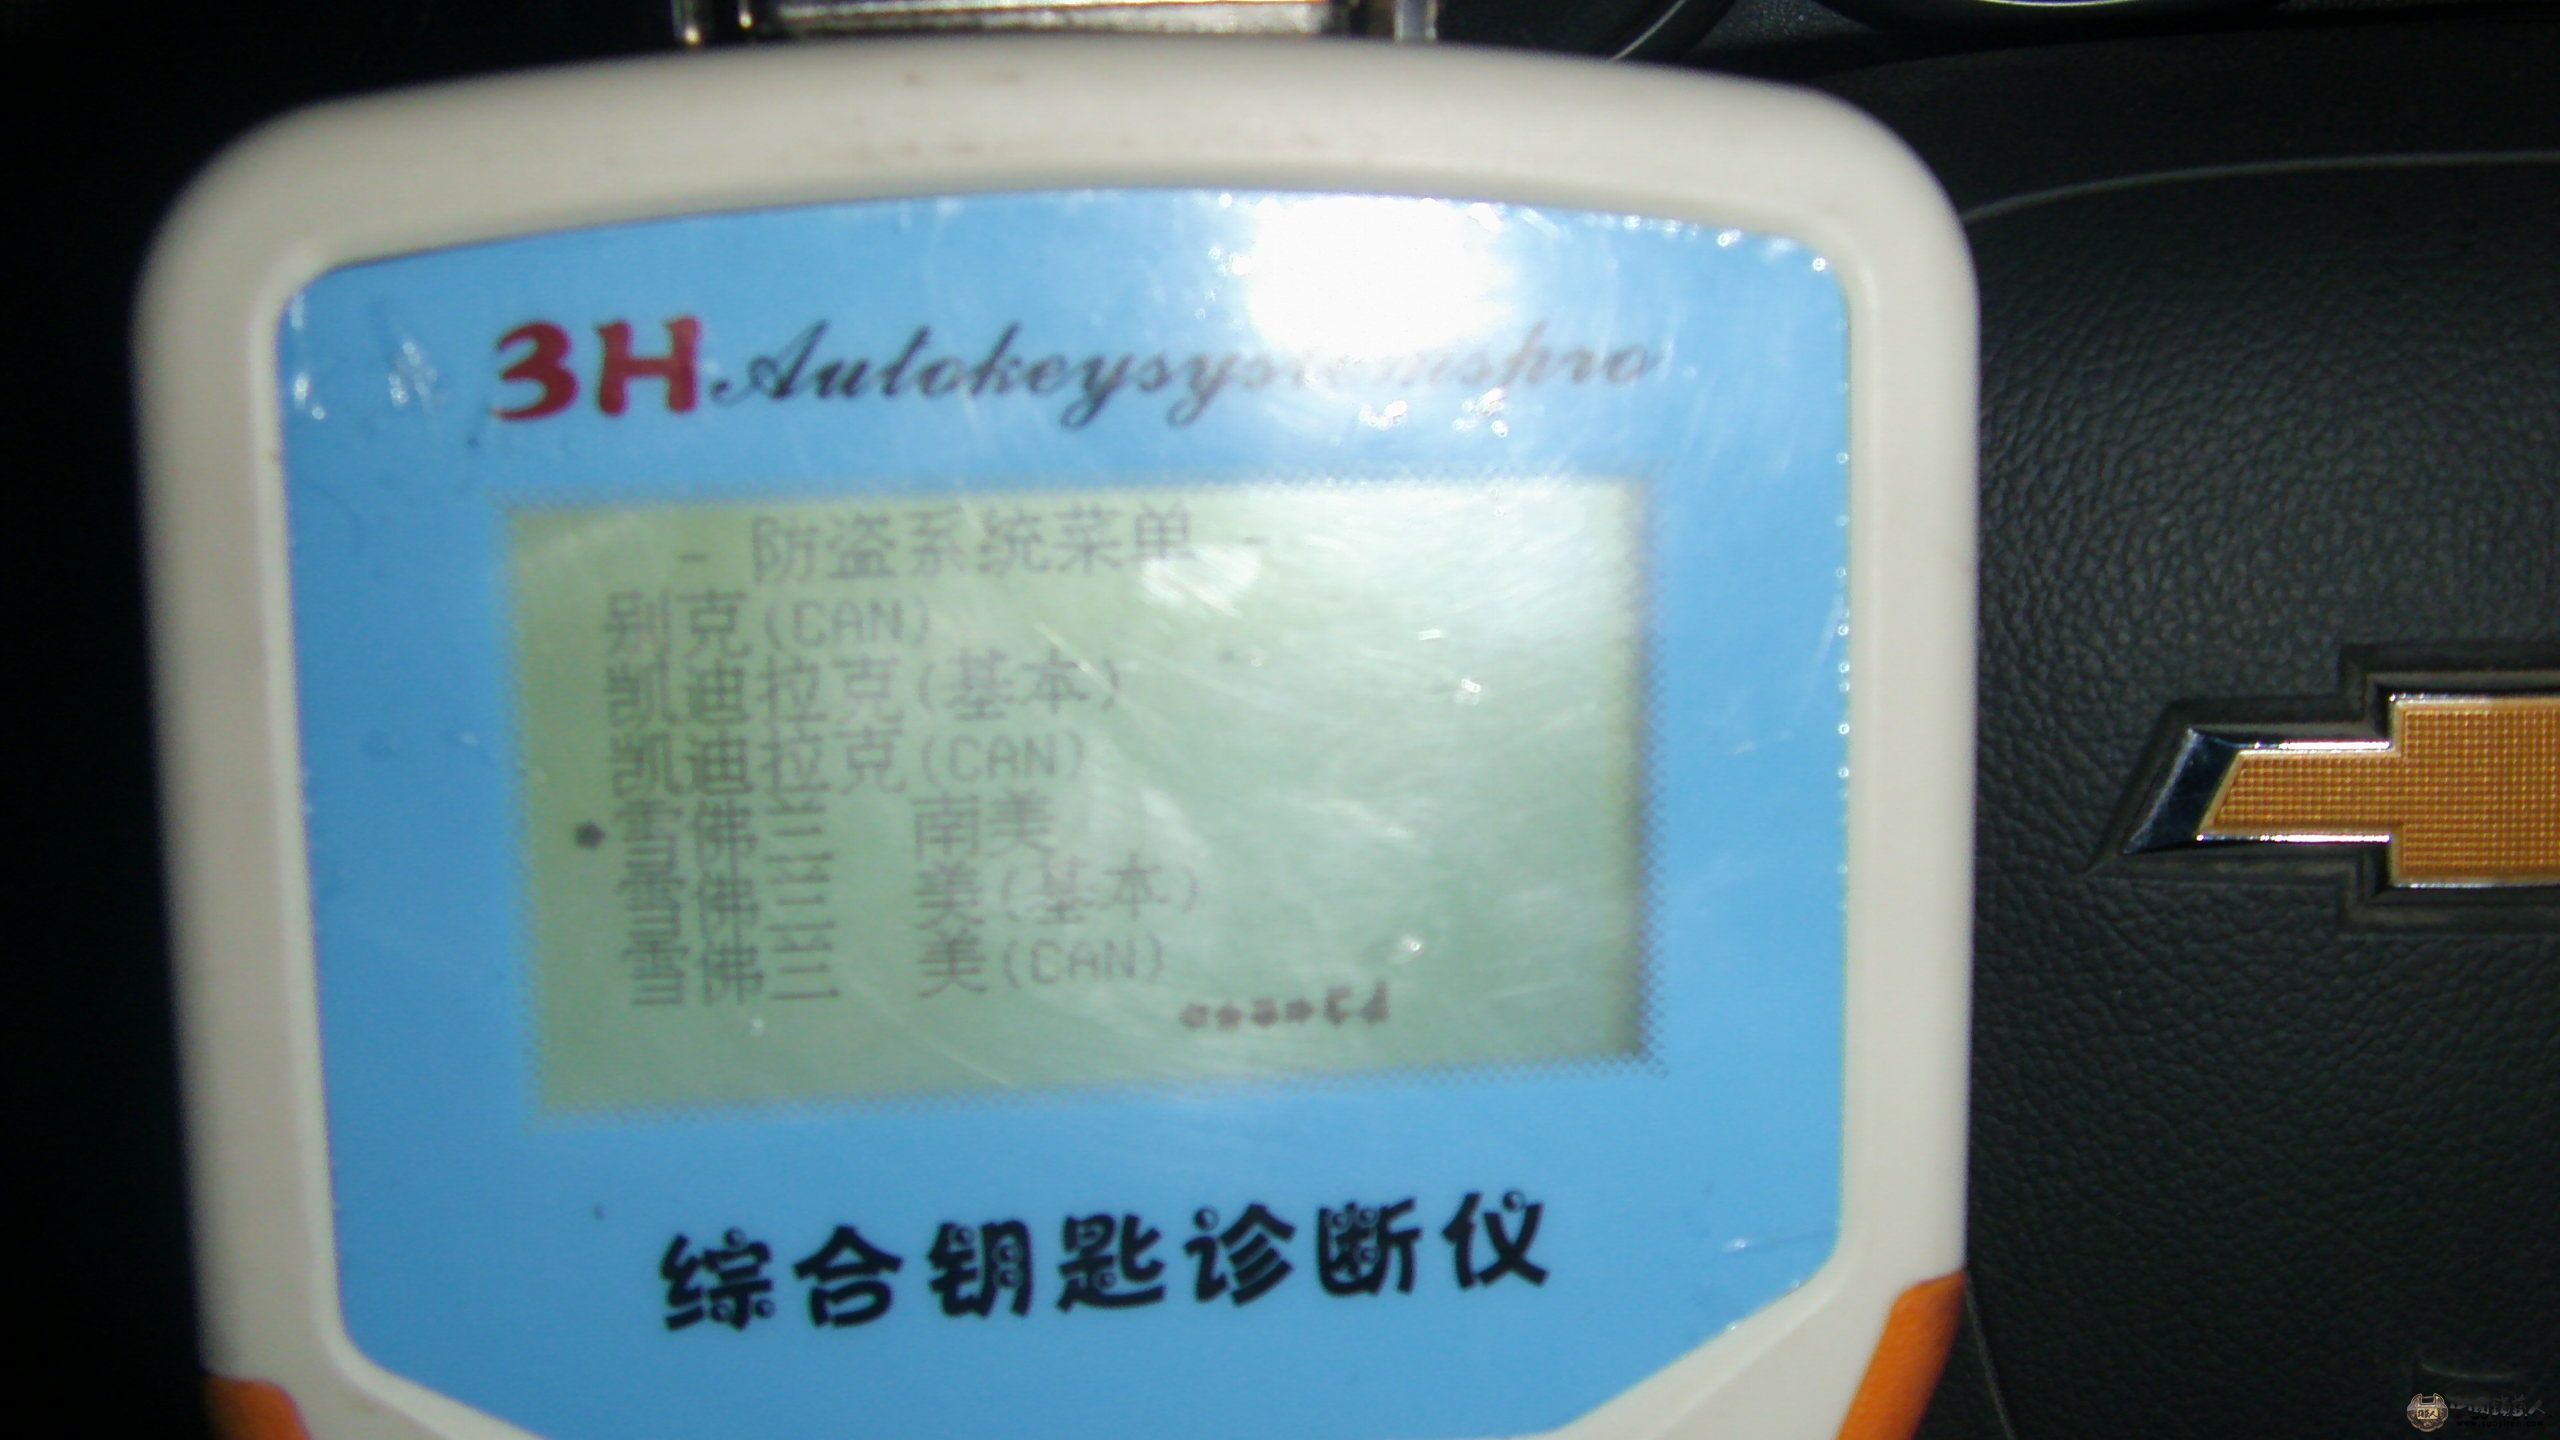 3H Autokeysystemspro
- 防盗系统菜单 -
别克(CAN)
凯迪拉克(基本)
凯迪拉克(CAN)
雪佛兰 南美
雪佛兰 美(基本)
雪佛兰 美(CAN)
综合钥匙诊断仪